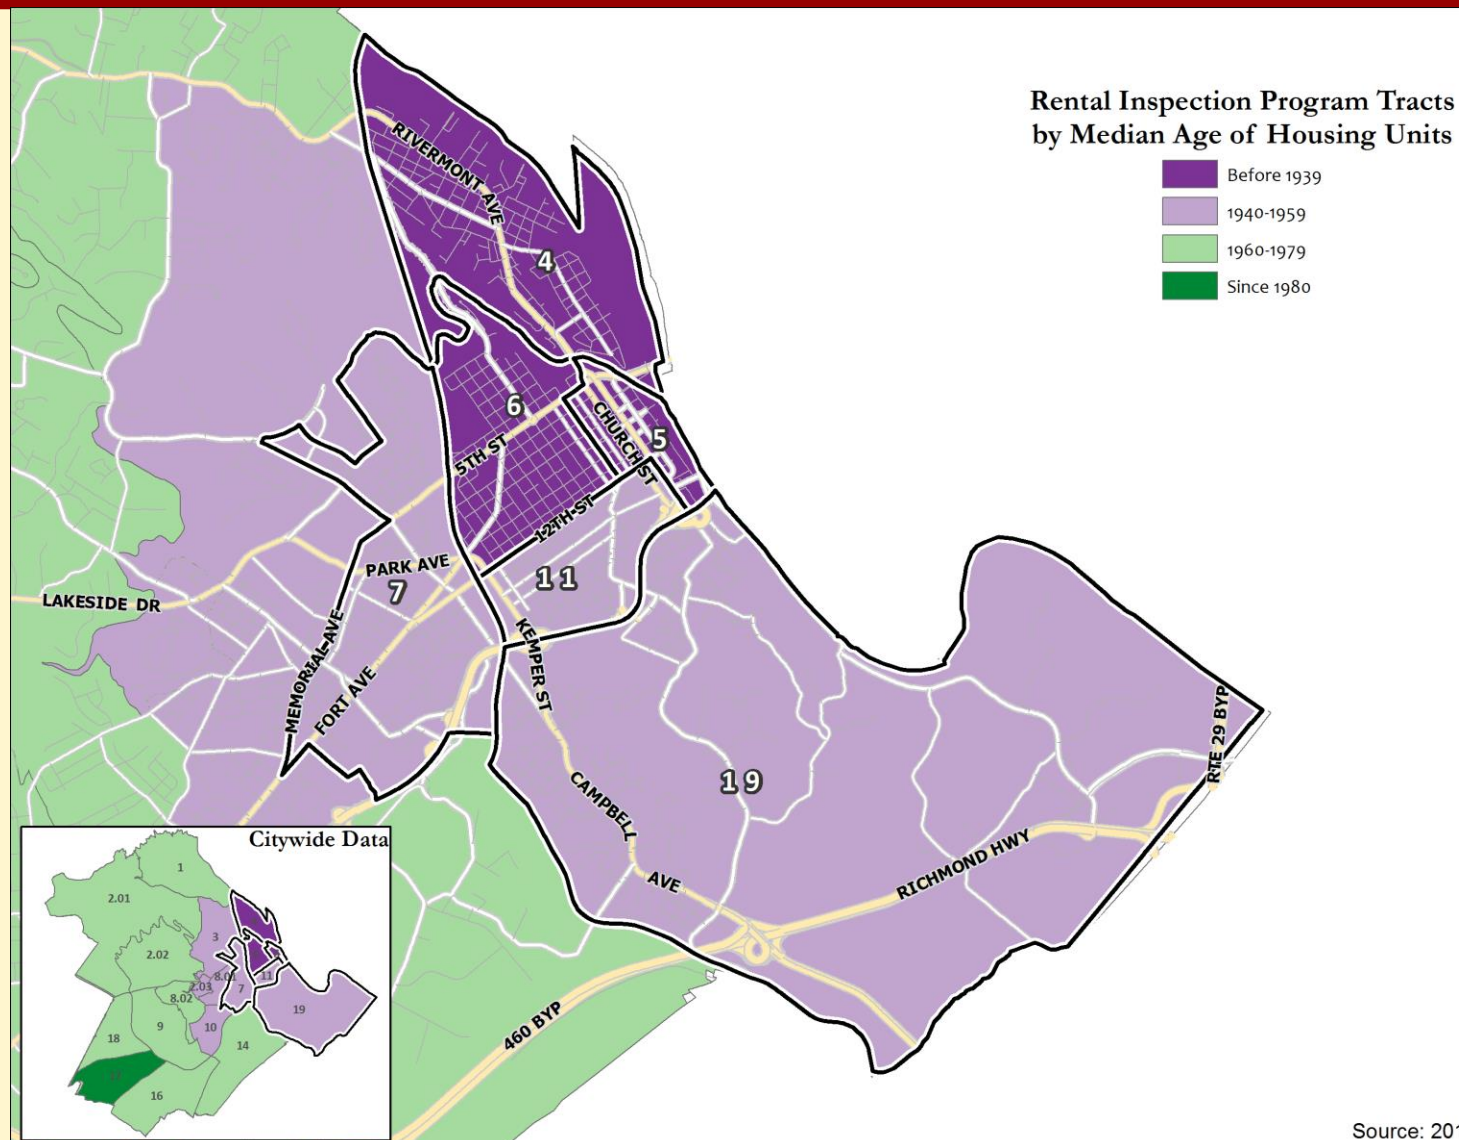 Rental Inspection Program Tracts
by Median Age of Housing Units
Before 1939
1940-1959
1960-1979
Since 1980
RIVERMONT AVE
4
6
5TH ST
CHURCH ST
5
12TH ST
PARK AVE
7
11
LAKESIDE DR
MEMORIAL AVE
FORT AVE
KEMPER ST
RTE 29 BYP
19
CAMPBELL
AVE
RICHMOND HWY
460 BYP
Citywide Data
1
2.01
3
2.02
11
8.01
2.03
7
8.02
19
9
10
18
14
16
Source: 201